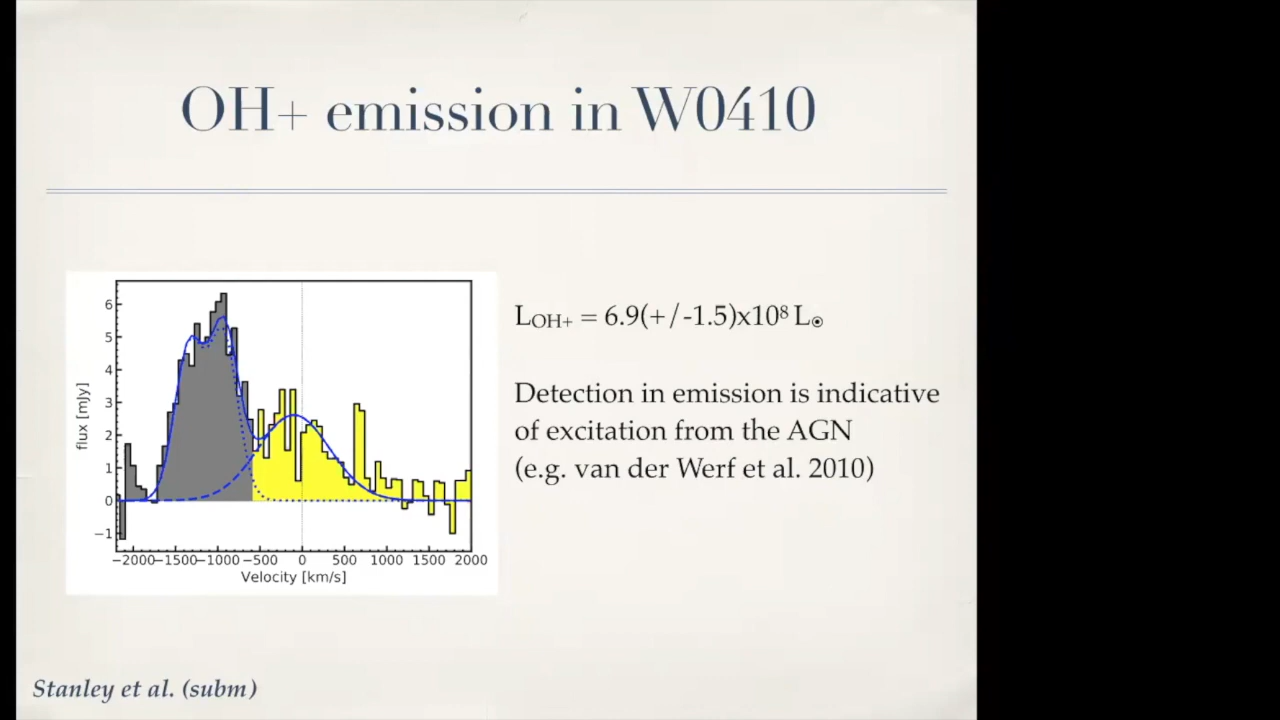 OH+ emission in W0410
6
5
4
3
2
1
0
−1
flux [mJy]
−2000 −1500 −1000 −500 0 500 1000 1500 2000
Velocity [km/s]
L_OH+ = 6.9(+/-1.5)x10⁸ L☉
Detection in emission is indicative
of excitation from the AGN
(e.g. van der Werf et al. 2010)
Stanley et al. (subm)